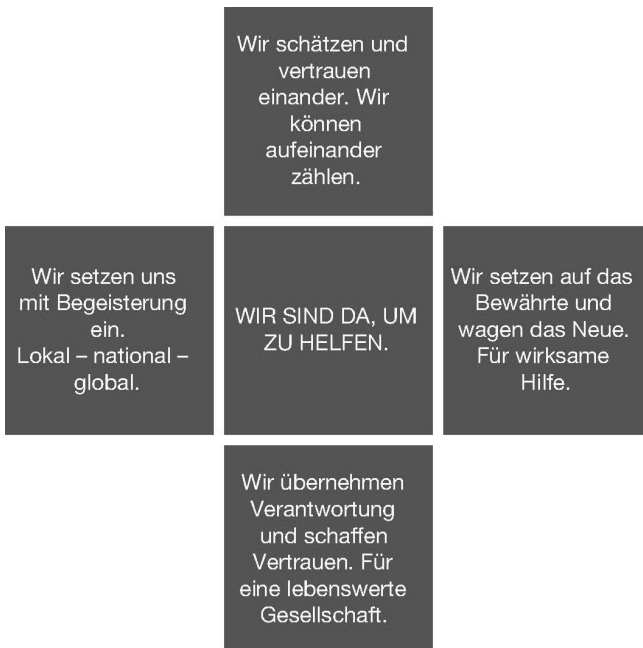 Wir schätzen und
vertrauen
einander. Wir
können
aufeinander
zählen.
Wir setzen uns
mit Begeisterung
ein.
Lokal – national –
global.
WIR SIND DA, UM
ZU HELFEN.
Wir setzen auf das
Bewährte und
wagen das Neue.
Für wirksame
Hilfe.
Wir übernehmen
Verantwortung
und schaffen
Vertrauen. Für
eine lebenswerte
Gesellschaft.